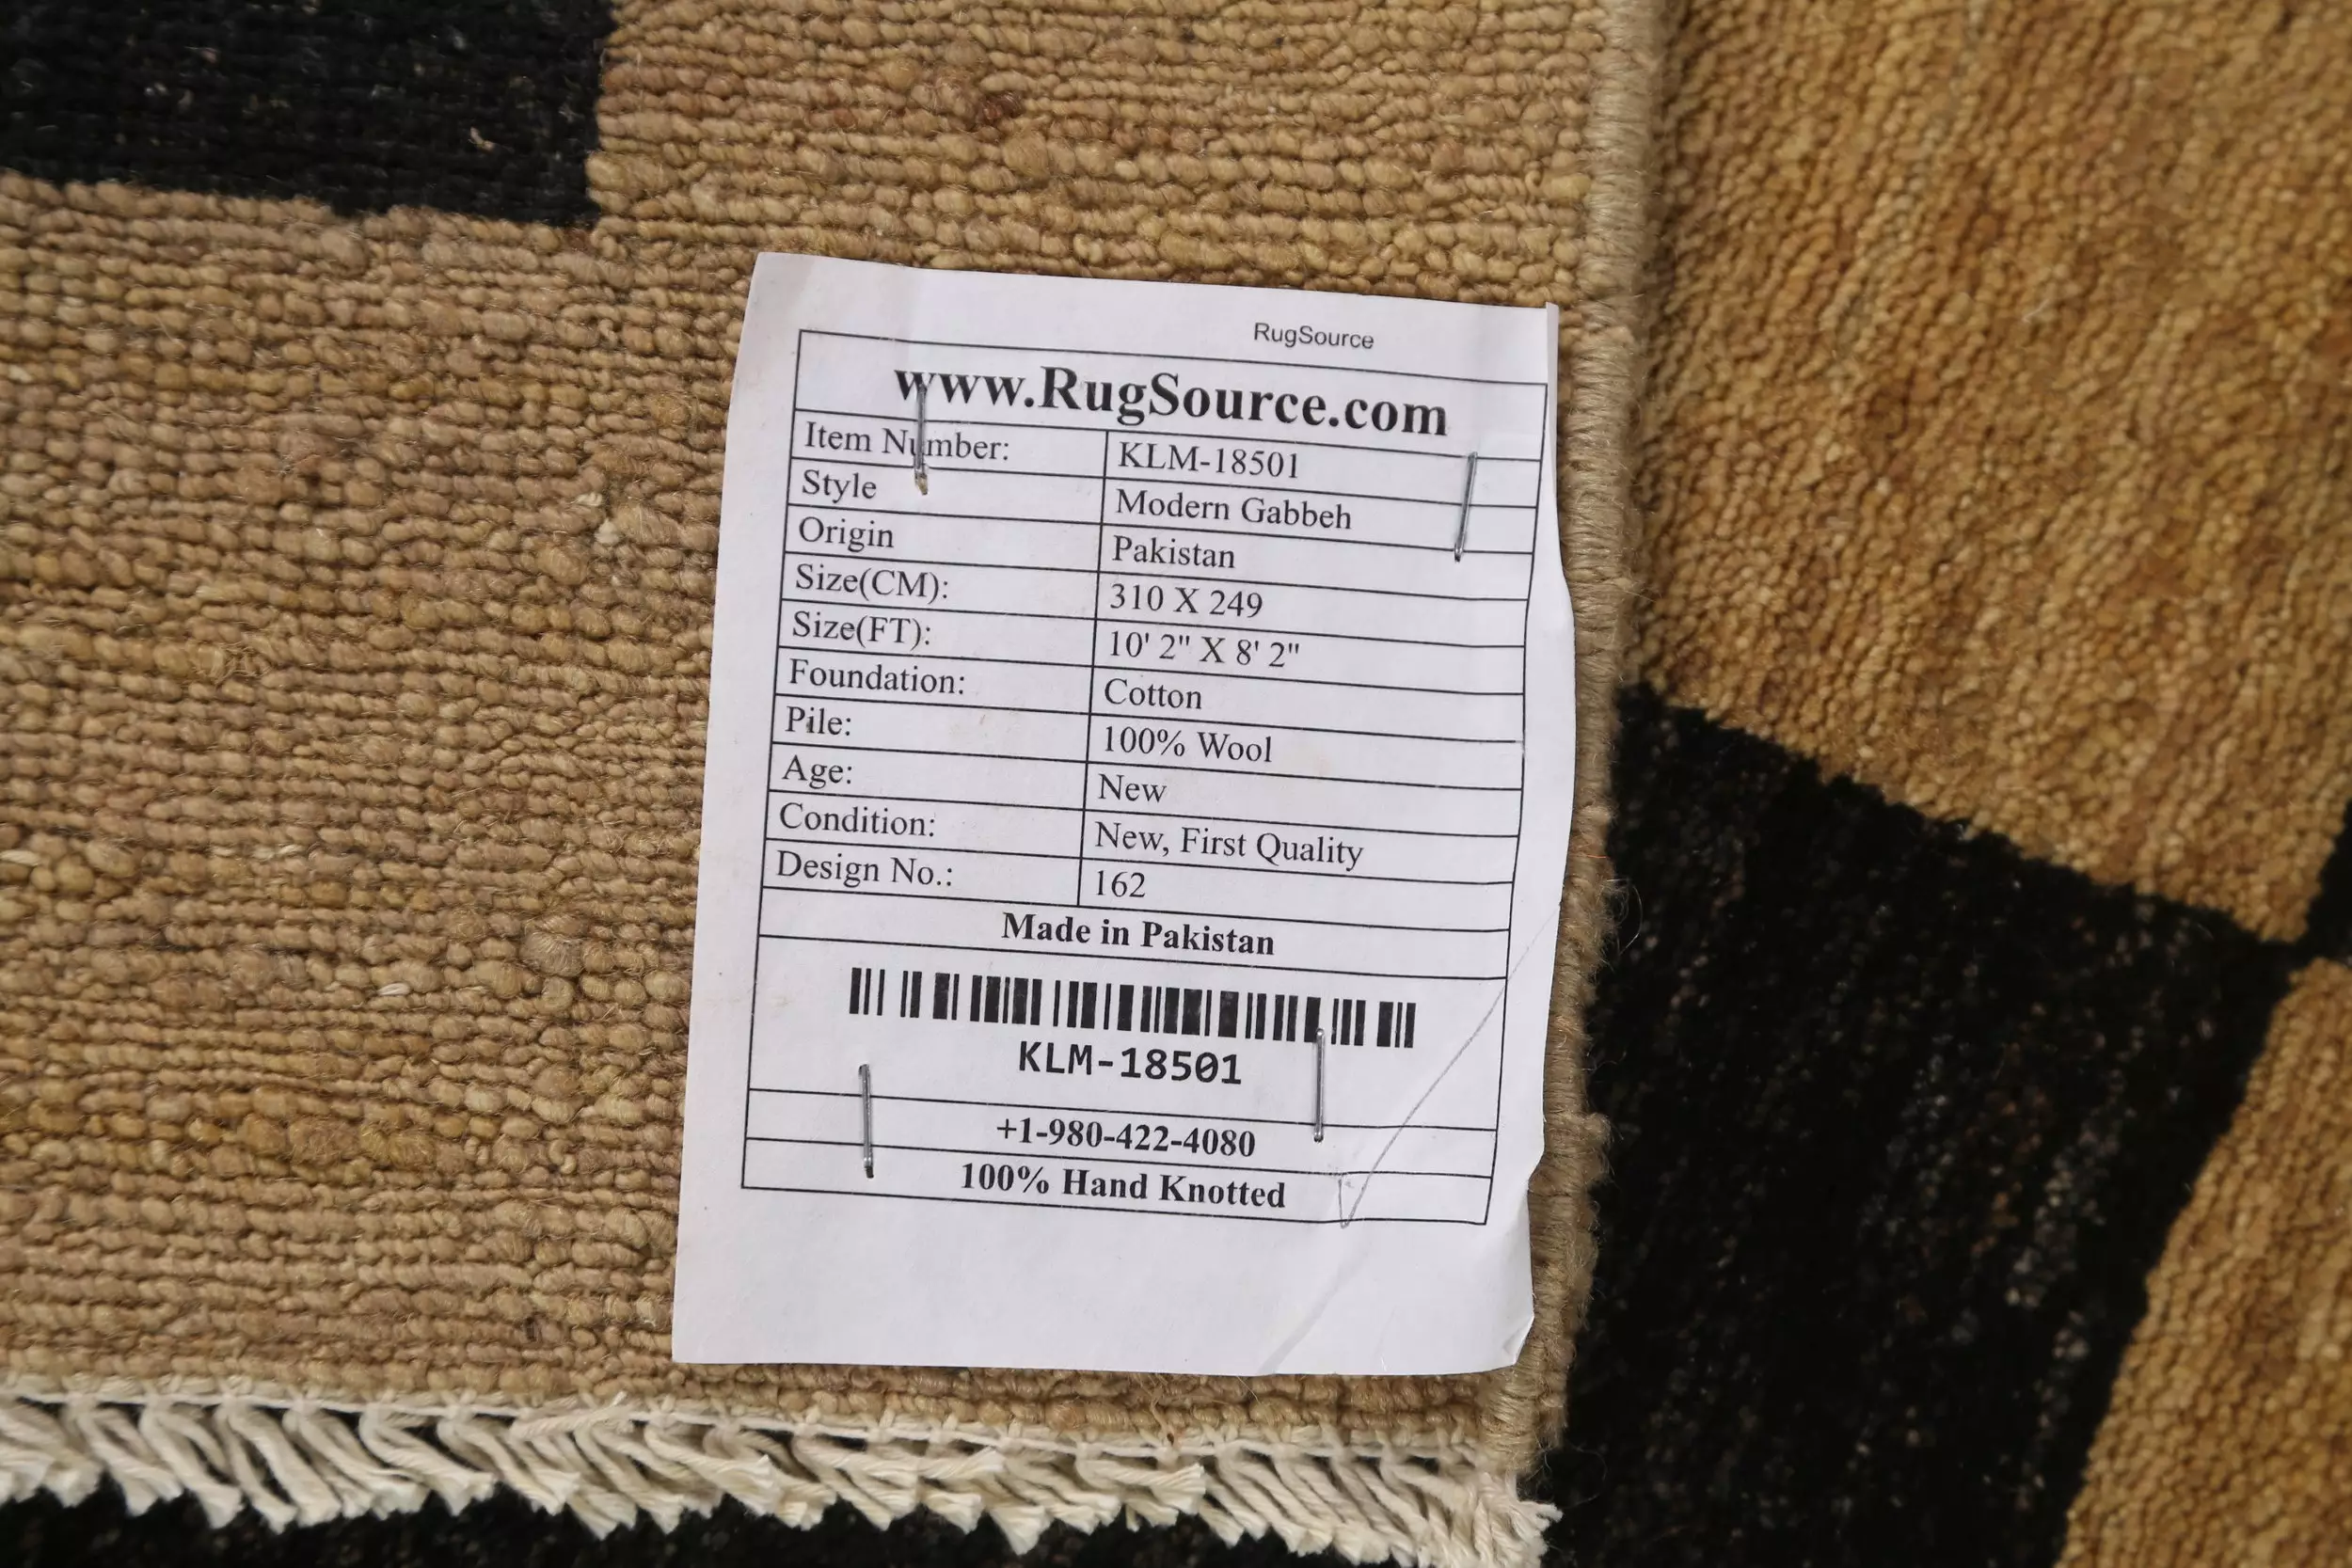 RugSource
www.RugSource.com
Item Number: KLM-18501
Style Modern Gabbeh
Origin Pakistan
Size(CM): 310 X 249
Size(FT): 10' 2" X 8' 2"
Foundation: Cotton
Pile: 100% Wool
Age: New
Condition: New, First Quality
Design No.: 162
Made in Pakistan
KLM-18501
+1-980-422-4080
100% Hand Knotted